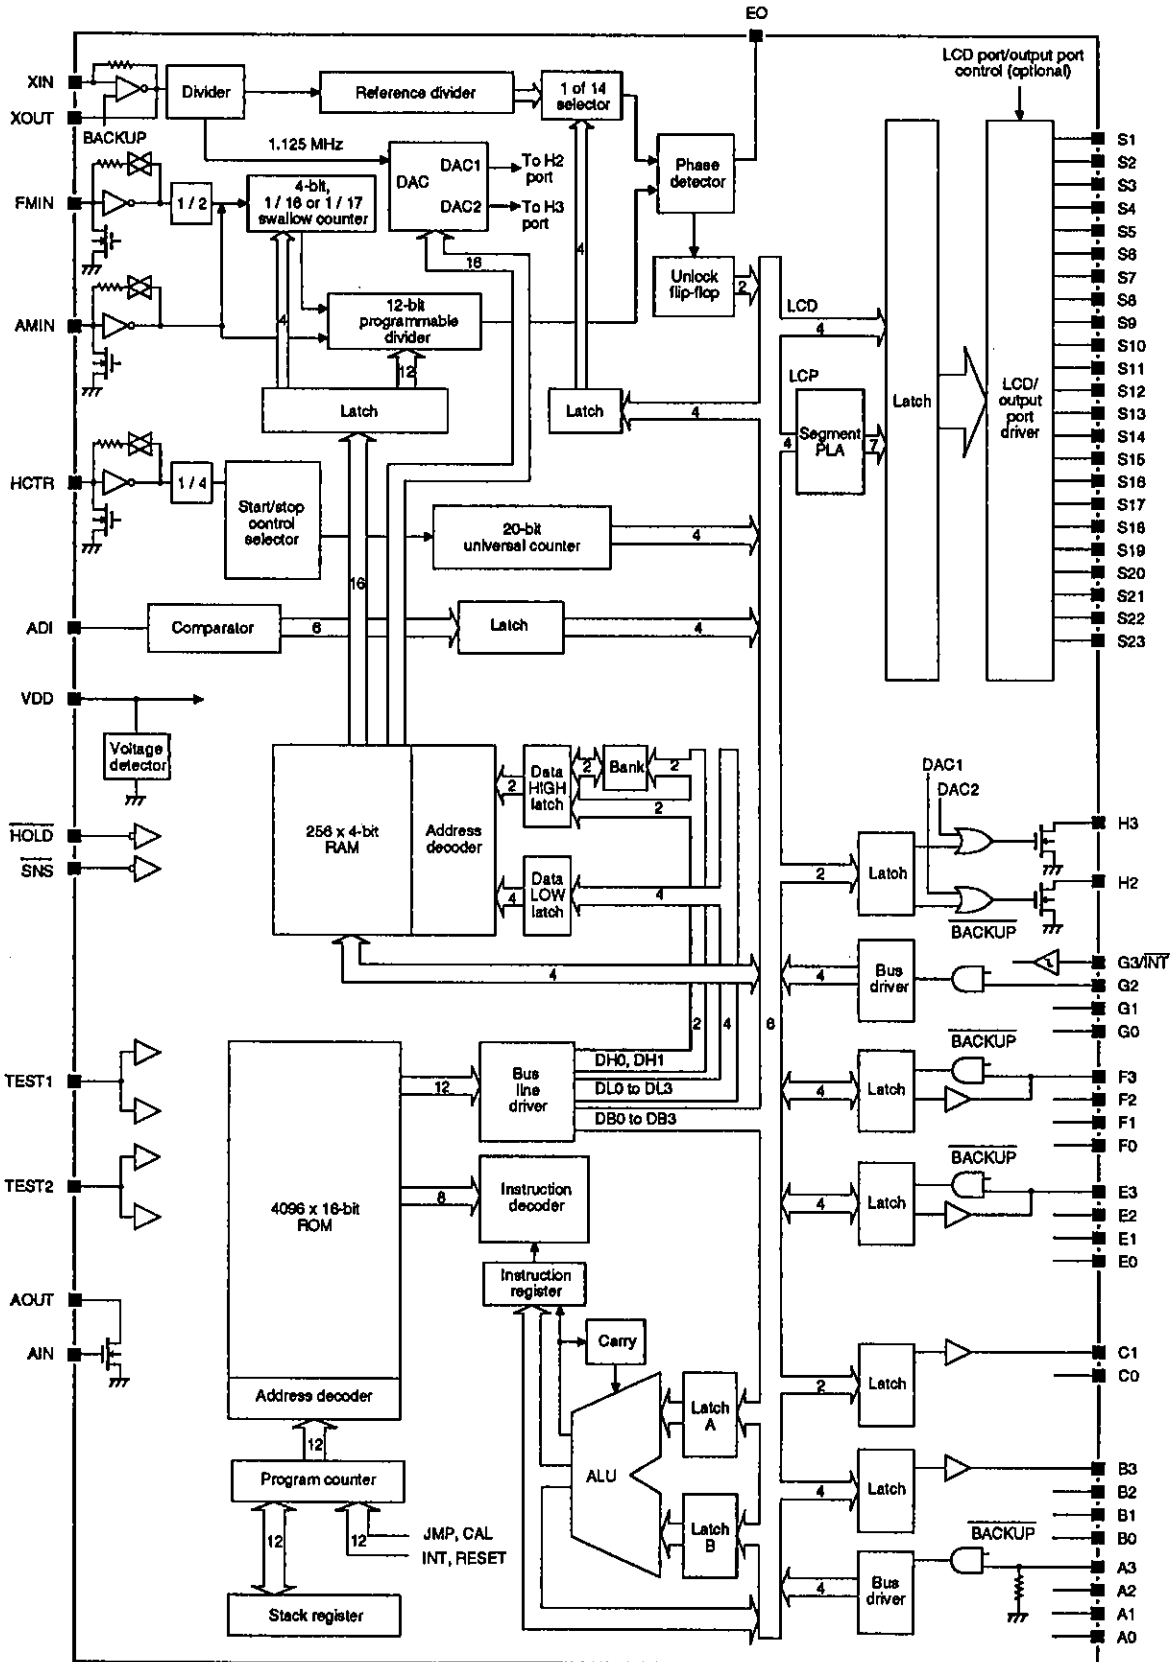 EO
LCD port/output port
control (optional)
XIN
XOUT
BACKUP
Divider
Reference divider
1 of 14
selector
1.125 MHz
DAC
DAC1
DAC2
To H2
port
To H3
port
Phase
detector
FMIN
1 / 2
4-bit,
1 / 16 or 1 / 17
swallow counter
16
4
Unlock
flip-flop
2
AMIN
4
12-bit
programmable
divider
12
Latch
Latch
4
LCD
4
LCP
4
Segment
PLA
7
Latch
LCD/
output
port
driver
S1
S2
S3
S4
S5
S6
S7
S8
S9
S10
S11
S12
S13
S14
S15
S16
S17
S18
S19
S20
S21
S22
S23
HCTR
1 / 4
Start/stop
control
selector
20-bit
universal counter
4
16
ADI
Comparator
6
Latch
4
VDD
Voltage
detector
HOLD
SNS
256 x 4-bit
RAM
Address
decoder
2
Data
HIGH
latch
2
Bank
2
2
4
Data
LOW
latch
4
4
DAC1
DAC2
2
Latch
H3
H2
BACKUP
4
Bus
driver
G3/INT
G2
G1
G0
2
4
8
BACKUP
TEST1
TEST2
4096 x 16-bit
ROM
12
Bus
line
driver
DH0, DH1
DL0 to DL3
DB0 to DB3
4
Latch
F3
F2
F1
F0
BACKUP
8
Instruction
decoder
4
Latch
E3
E2
E1
E0
Instruction
register
AOUT
AIN
Carry
Address decoder
12
Program counter
12
12
JMP, CAL
INT, RESET
Stack register
ALU
Latch
A
Latch
B
2
Latch
C1
C0
4
Latch
B3
B2
B1
B0
BACKUP
4
Bus
driver
A3
A2
A1
A0